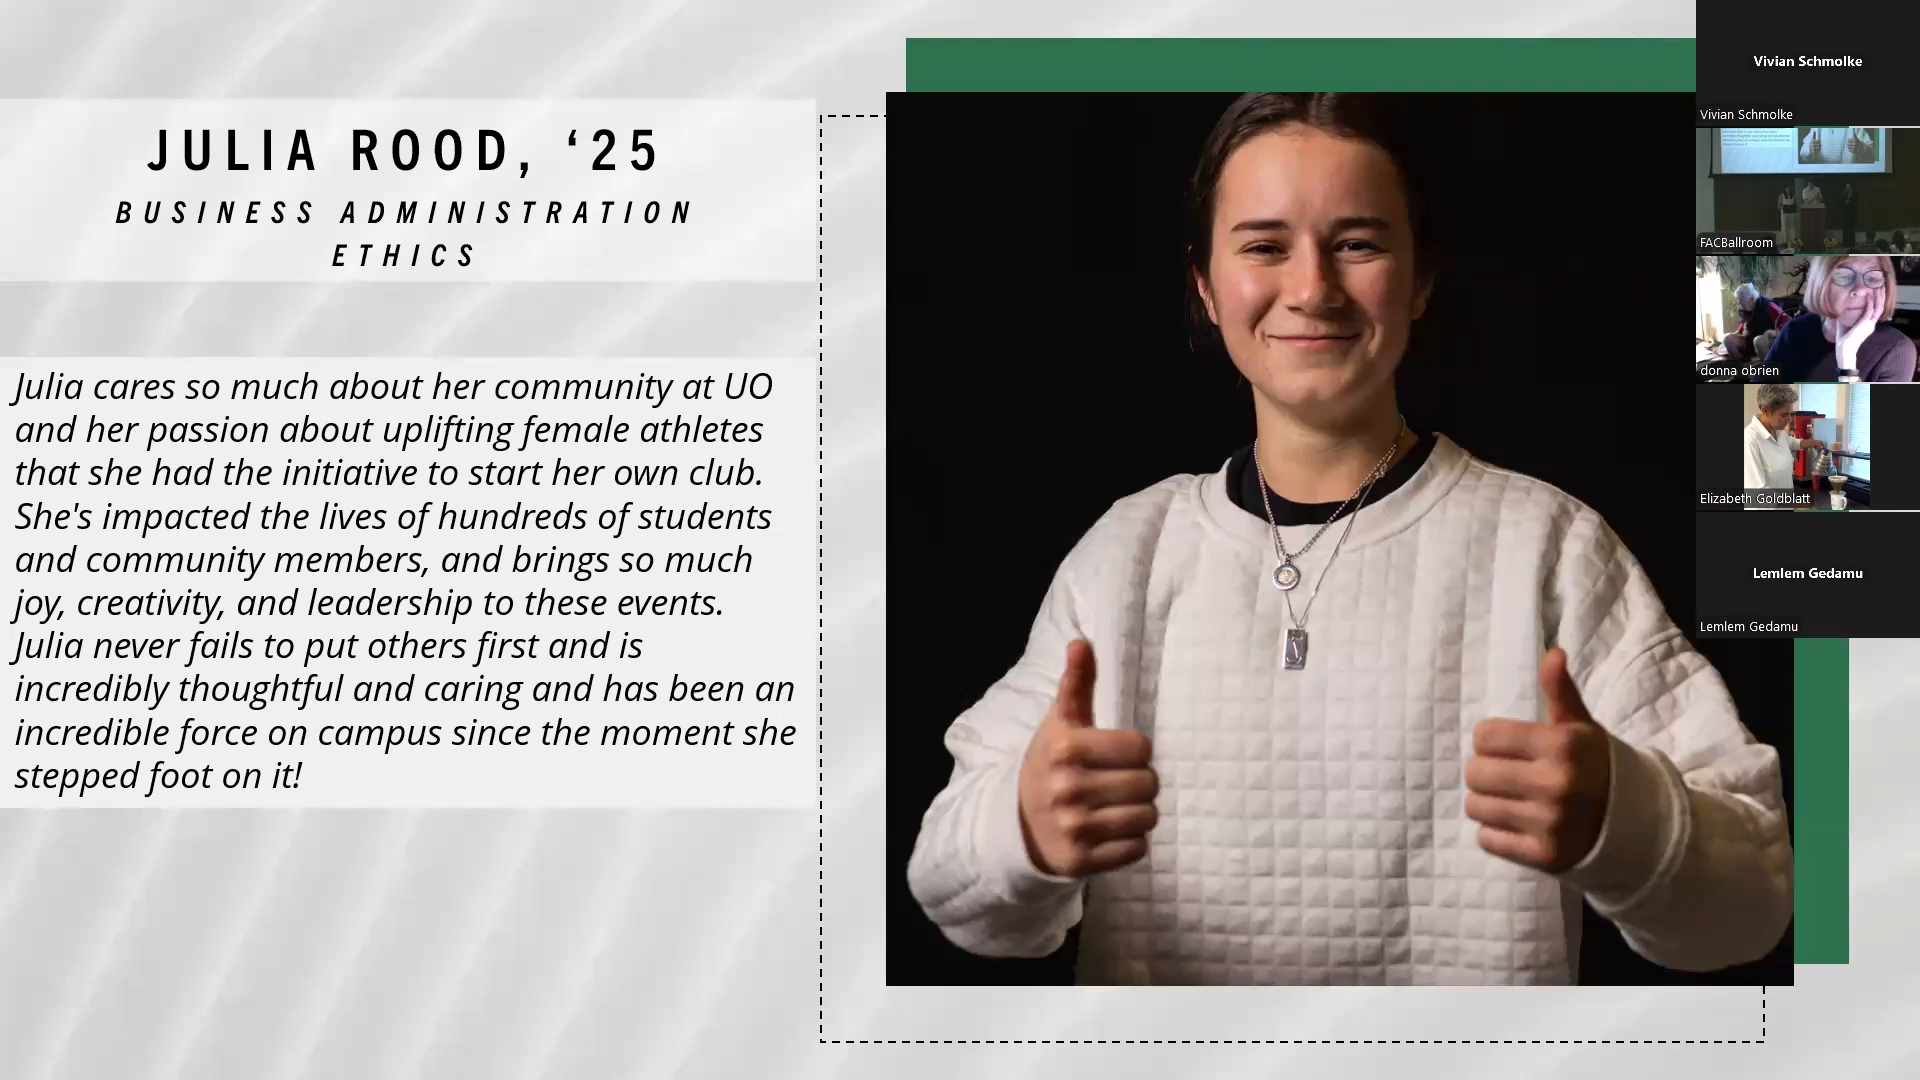 JULIA ROOD, ‘25
BUSINESS ADMINISTRATION
ETHICS
Julia cares so much about her community at UO
and her passion about uplifting female athletes
that she had the initiative to start her own club.
She's impacted the lives of hundreds of students
and community members, and brings so much
joy, creativity, and leadership to these events.
Julia never fails to put others first and is
incredibly thoughtful and caring and has been an
incredible force on campus since the moment she
stepped foot on it!
Vivian Schmolke
Vivian Schmolke
FACBallroom
donna obrien
Elizabeth Goldblatt
Lemlem Gedamu
Lemlem Gedamu